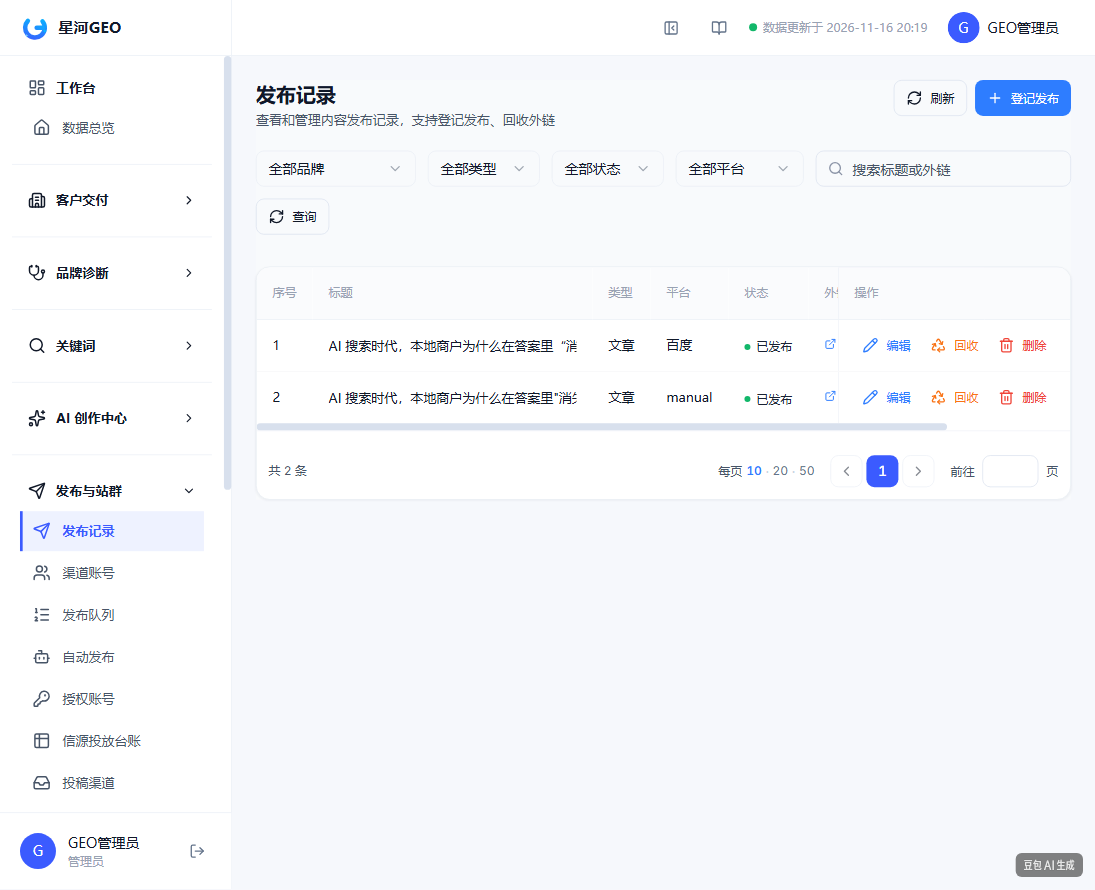 星河GEO
数据更新于 2026-11-16 20:19
G
GEO管理员
工作台
数据总览
客户交付
品牌诊断
关键词
AI 创作中心
发布与站群
发布记录
渠道账号
发布队列
自动发布
授权账号
信源投放台账
投稿渠道
G
GEO管理员
管理员
发布记录
查看和管理内容发布记录，支持登记发布、回收外链
刷新
登记发布
全部品牌
全部类型
全部状态
全部平台
搜索标题或外链
查询
序号 标题 类型 平台 状态 操作
1 AI 搜索时代，本地商户为什么在答案里“消 文章 百度 已发布 编辑 回收 删除
2 AI 搜索时代，本地商户为什么在答案里"消 文章 manual 已发布 编辑 回收 删除
共 2 条
每页 10 · 20 · 50
1
前往 页
豆包 AI 生成